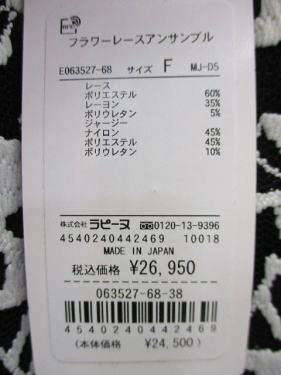 フラワーレースアンサンブル
E063527-68 サイズ F MJ-DS
レース
ポリエステル 60%
レーヨン 35%
ポリウレタン 5%
ジャージー
ナイロン 45%
ポリエステル 45%
ポリウレタン 10%
株式会社 ラピーヌ 0120-13-9396
4540240442469 10018
MADE IN JAPAN
税込価格 ¥26,950
063527-68-38
4540240442469
(本体価格 ¥24,500)